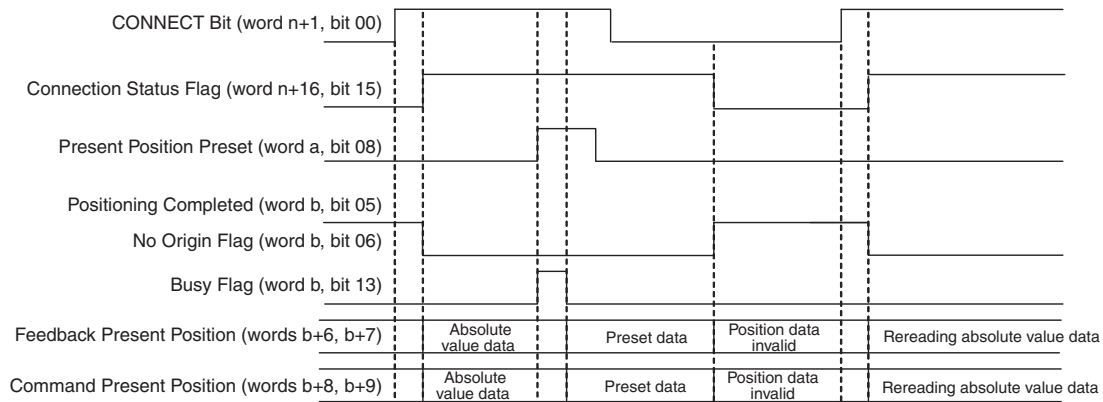 CONNECT Bit (word n+1, bit 00)
Connection Status Flag (word n+16, bit 15)
Present Position Preset (word a, bit 08)
Positioning Completed (word b, bit 05)
No Origin Flag (word b, bit 06)
Busy Flag (word b, bit 13)
Feedback Present Position (words b+6, b+7)
Absolute
value data
Preset data
Position data
invalid
Rereading absolute value data
Command Present Position (words b+8, b+9)
Absolute
value data
Preset data
Position data
invalid
Rereading absolute value data